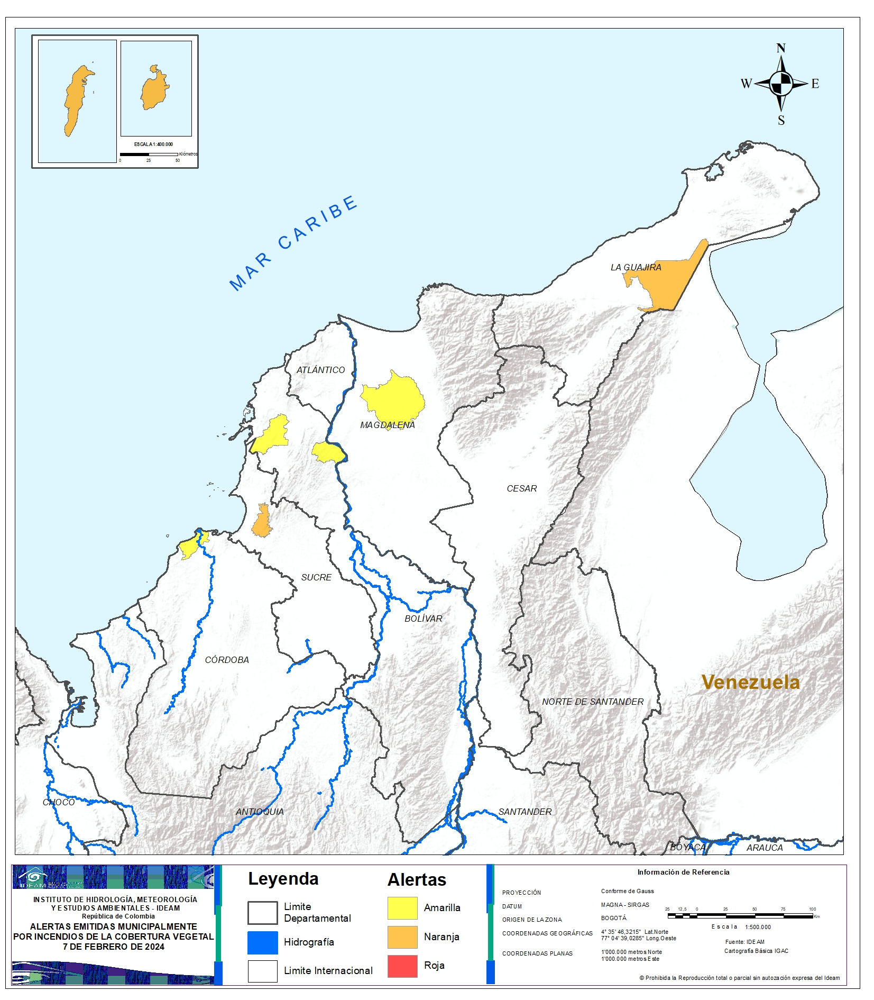 N
W
E
S
ESCALA 1:400.000
Kilómetros
0 25 50
MAR CARIBE
LA GUAJIRA
ATLÁNTICO
MAGDALENA
CESAR
SUCRE
BOLÍVAR
CÓRDOBA
Venezuela
NORTE DE SANTANDER
CHOCÓ
ANTIOQUIA
SANTANDER
BOYACÁ
ARAUCA
IDEAM
INSTITUTO DE HIDROLOGÍA, METEOROLOGÍA
Y ESTUDIOS AMBIENTALES - IDEAM
República de Colombia
ALERTAS EMITIDAS MUNICIPALMENTE
POR INCENDIOS DE LA COBERTURA VEGETAL
7 DE FEBRERO DE 2024
Leyenda
Limite
Departamental
Hidrografía
Limite Internacional
Alertas
Amarilla
Naranja
Roja
Información de Referencia
PROYECCIÓN
Conforme de Gauss
DATUM
MAGNA - SIRGAS
ORIGEN DE LA ZONA
BOGOTÁ
COORDENADAS GEOGRÁFICAS
4° 35' 46,3215" Lat.Norte
77° 04' 39,0285" Long.Oeste
COORDENADAS PLANAS
1'000.000 metros Norte
1'000.000 metros Este
25 12,5 0 25 50 75 100
Km
Escala 1:500.000
Fuente: IDEAM
Cartografía Básica IGAC
© Prohibida la Reproducción total o parcial sin autozación expresa del Ideam